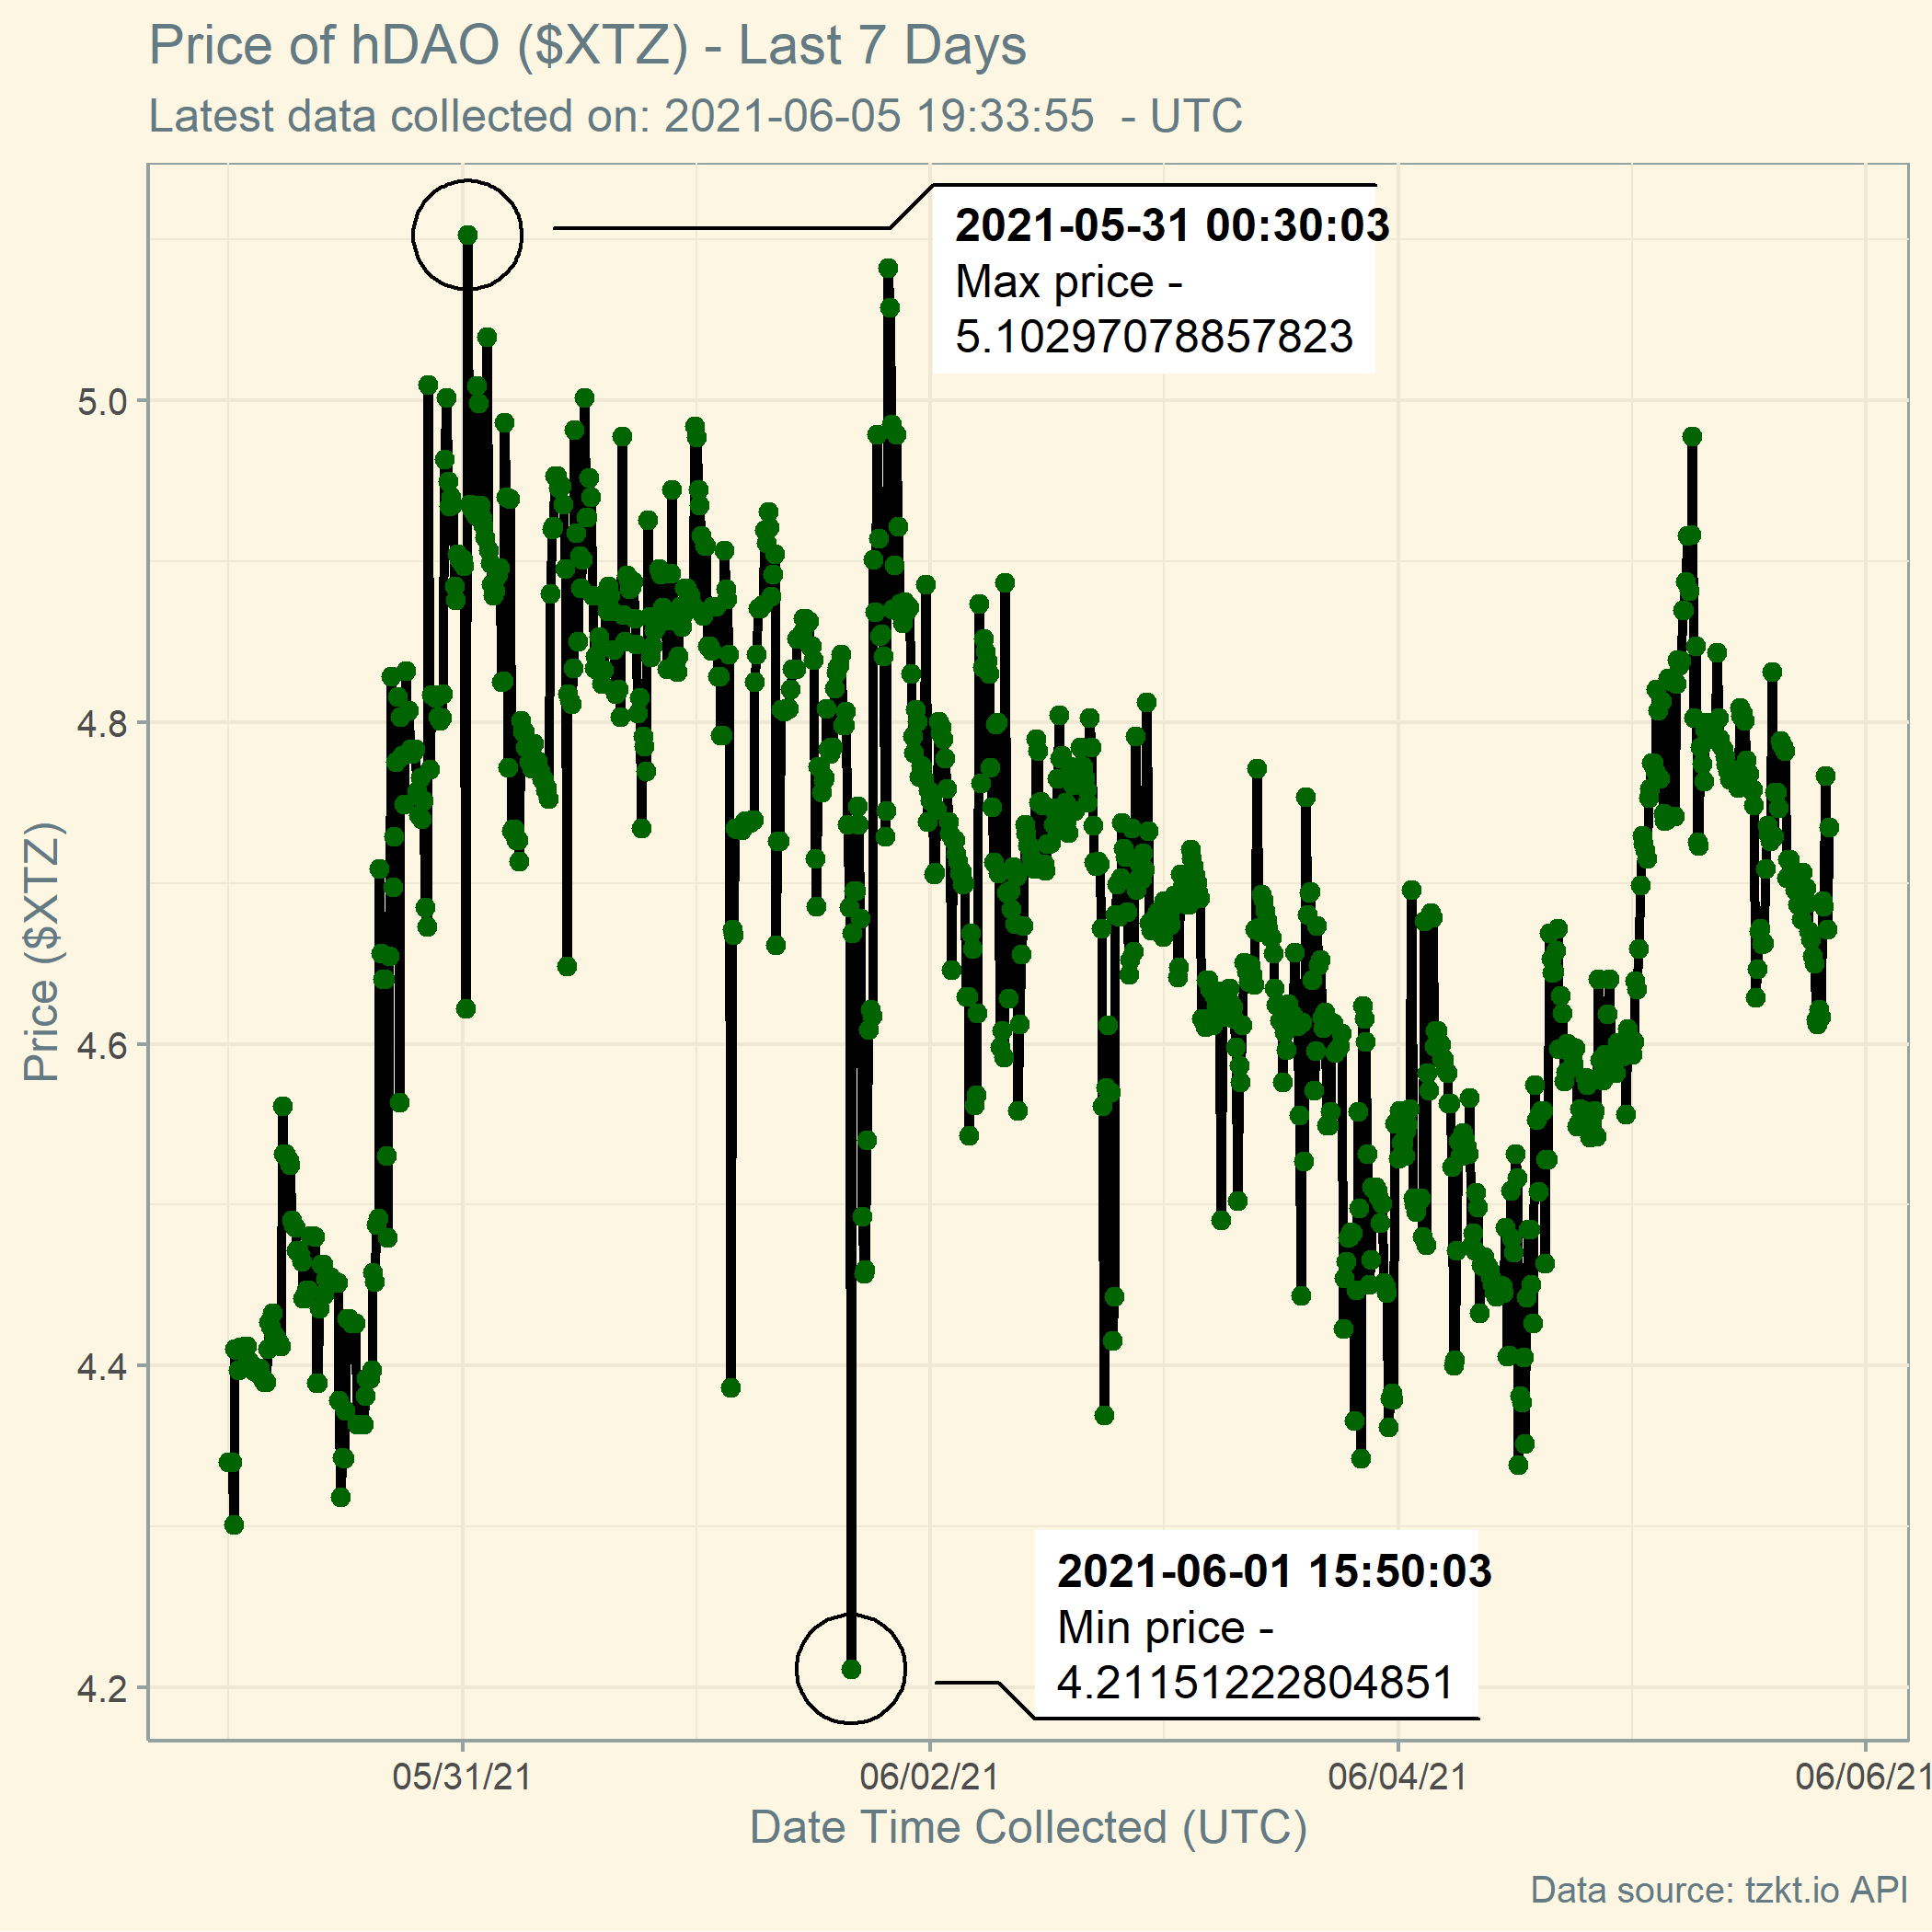 Price of hDAO ($XTZ) - Last 7 Days
Latest data collected on: 2021-06-05 19:33:55  - UTC
2021-05-31 00:30:03
Max price -
5.10297078857823
5.0
4.8
4.6
4.4
4.2
Price ($XTZ)
2021-06-01 15:50:03
Min price -
4.21151222804851
05/31/21
06/02/21
06/04/21
06/06/21
Date Time Collected (UTC)
Data source: tzkt.io API